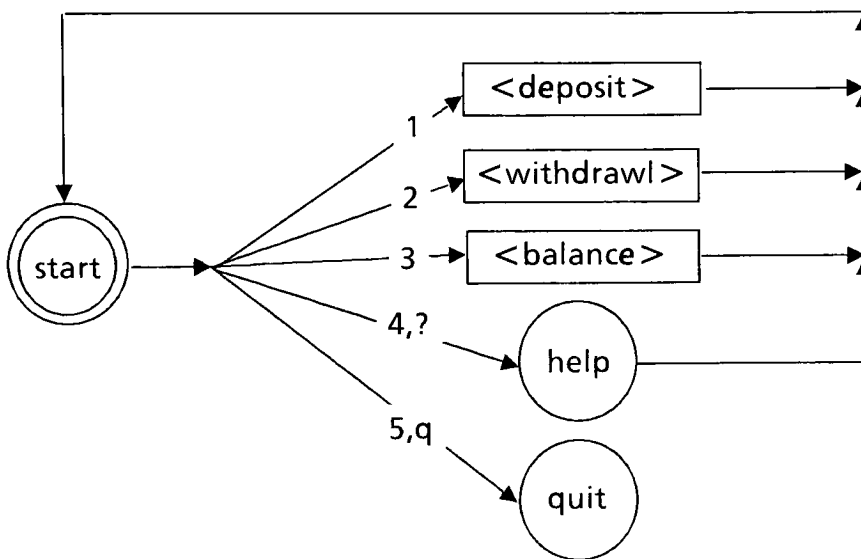 <deposit>
1
<withdrawl>
2
start
3
<balance>
4,?
help
5,q
quit